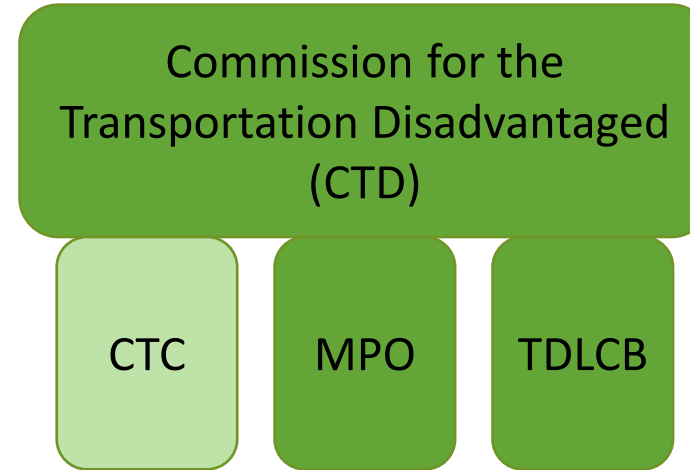 Commission for the
Transportation Disadvantaged
(CTD)
CTC
MPO
TDLCB